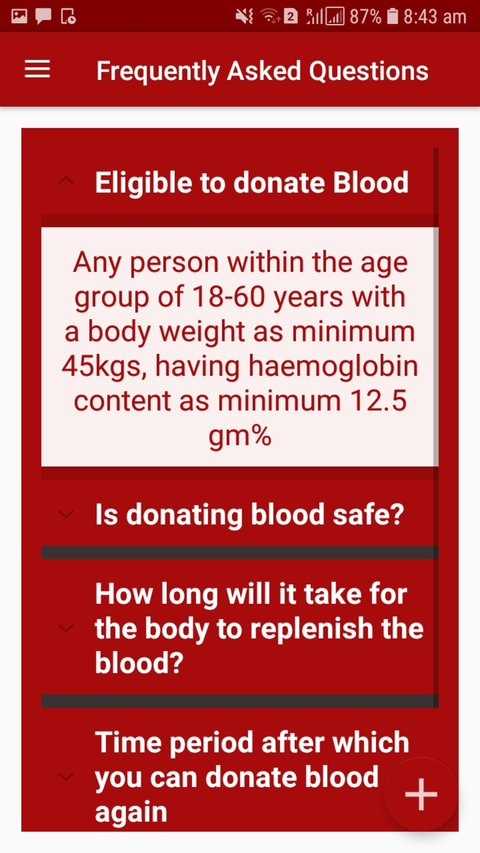 2 R 87% 8:43 am
Frequently Asked Questions
Eligible to donate Blood
Any person within the age
group of 18-60 years with
a body weight as minimum
45kgs, having haemoglobin
content as minimum 12.5
gm%
Is donating blood safe?
How long will it take for
the body to replenish the
blood?
Time period after which
you can donate blood
again
+